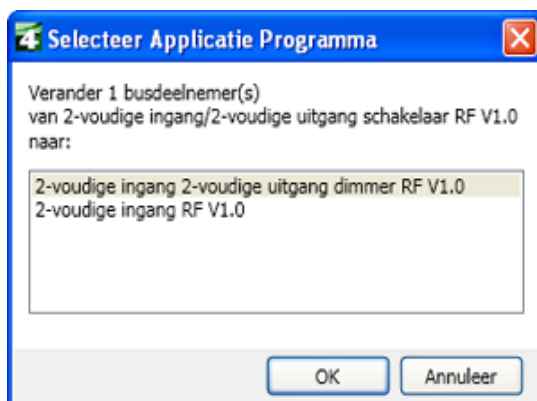 4 Selecteer Applicatie Programma
Verander 1 busdeelnemer(s)
van 2-voudige ingang/2-voudige uitgang schakelaar RF V1.0
naar:
2-voudige ingang 2-voudige uitgang dimmer RF V1.0
2-voudige ingang RF V1.0
OK Annuleer